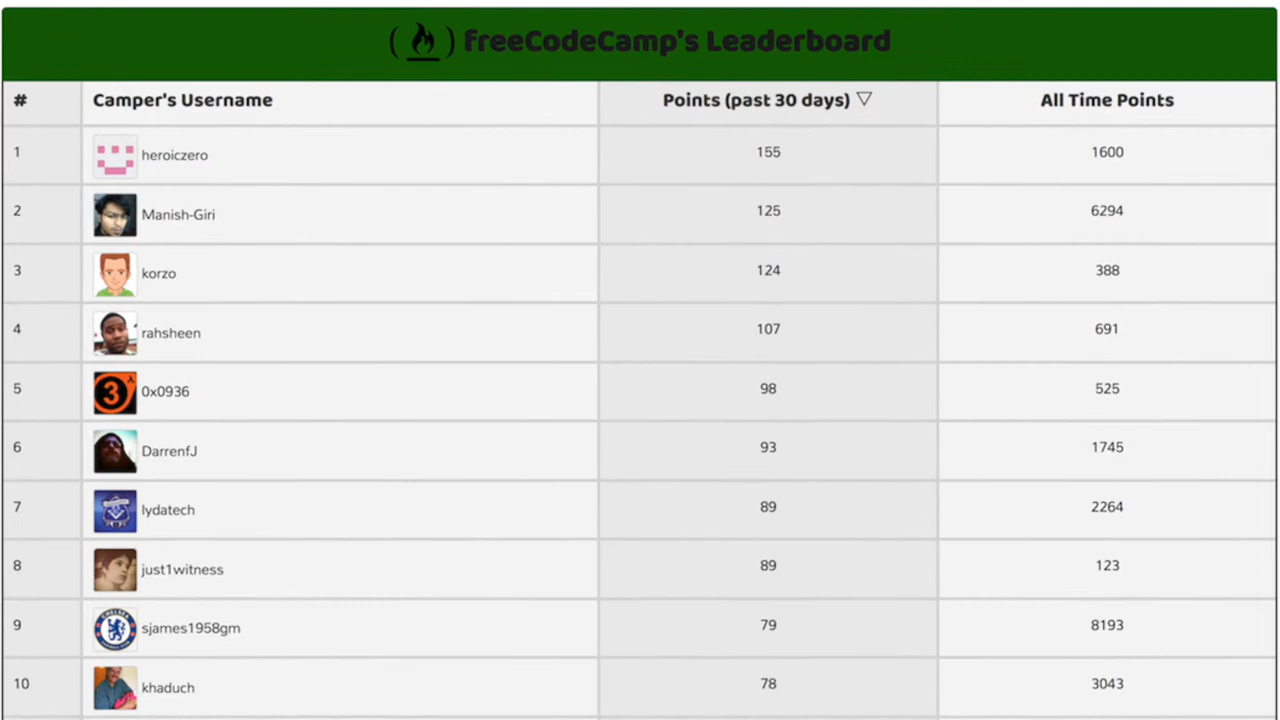 ( ) freeCodeCamp's Leaderboard
# Camper's Username Points (past 30 days) ▽ All Time Points
1 heroiczero 155 1600
2 Manish-Giri 125 6294
3 korzo 124 388
4 rahsheen 107 691
5 3 0x0936 98 525
6 DarrenfJ 93 1745
7 lydatech 89 2264
8 just1witness 89 123
9 CHELSEA sjames1958gm 79 8193
10 khaduch 78 3043